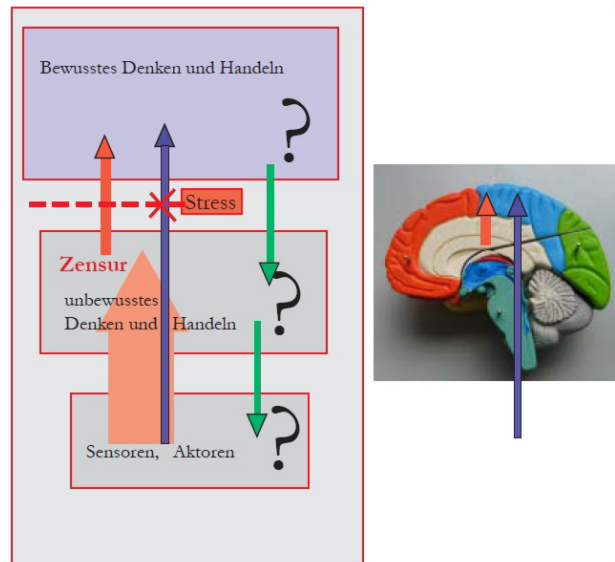 Bewusstes Denken und Handeln
?
Stress
Zensur
unbewusstes
Denken und Handeln
?
Sensoren, Aktoren
?